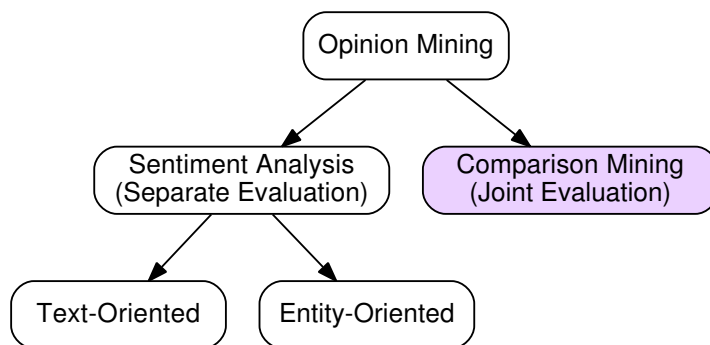 Opinion Mining
Sentiment Analysis
(Separate Evaluation)
Comparison Mining
(Joint Evaluation)
Text-Oriented
Entity-Oriented